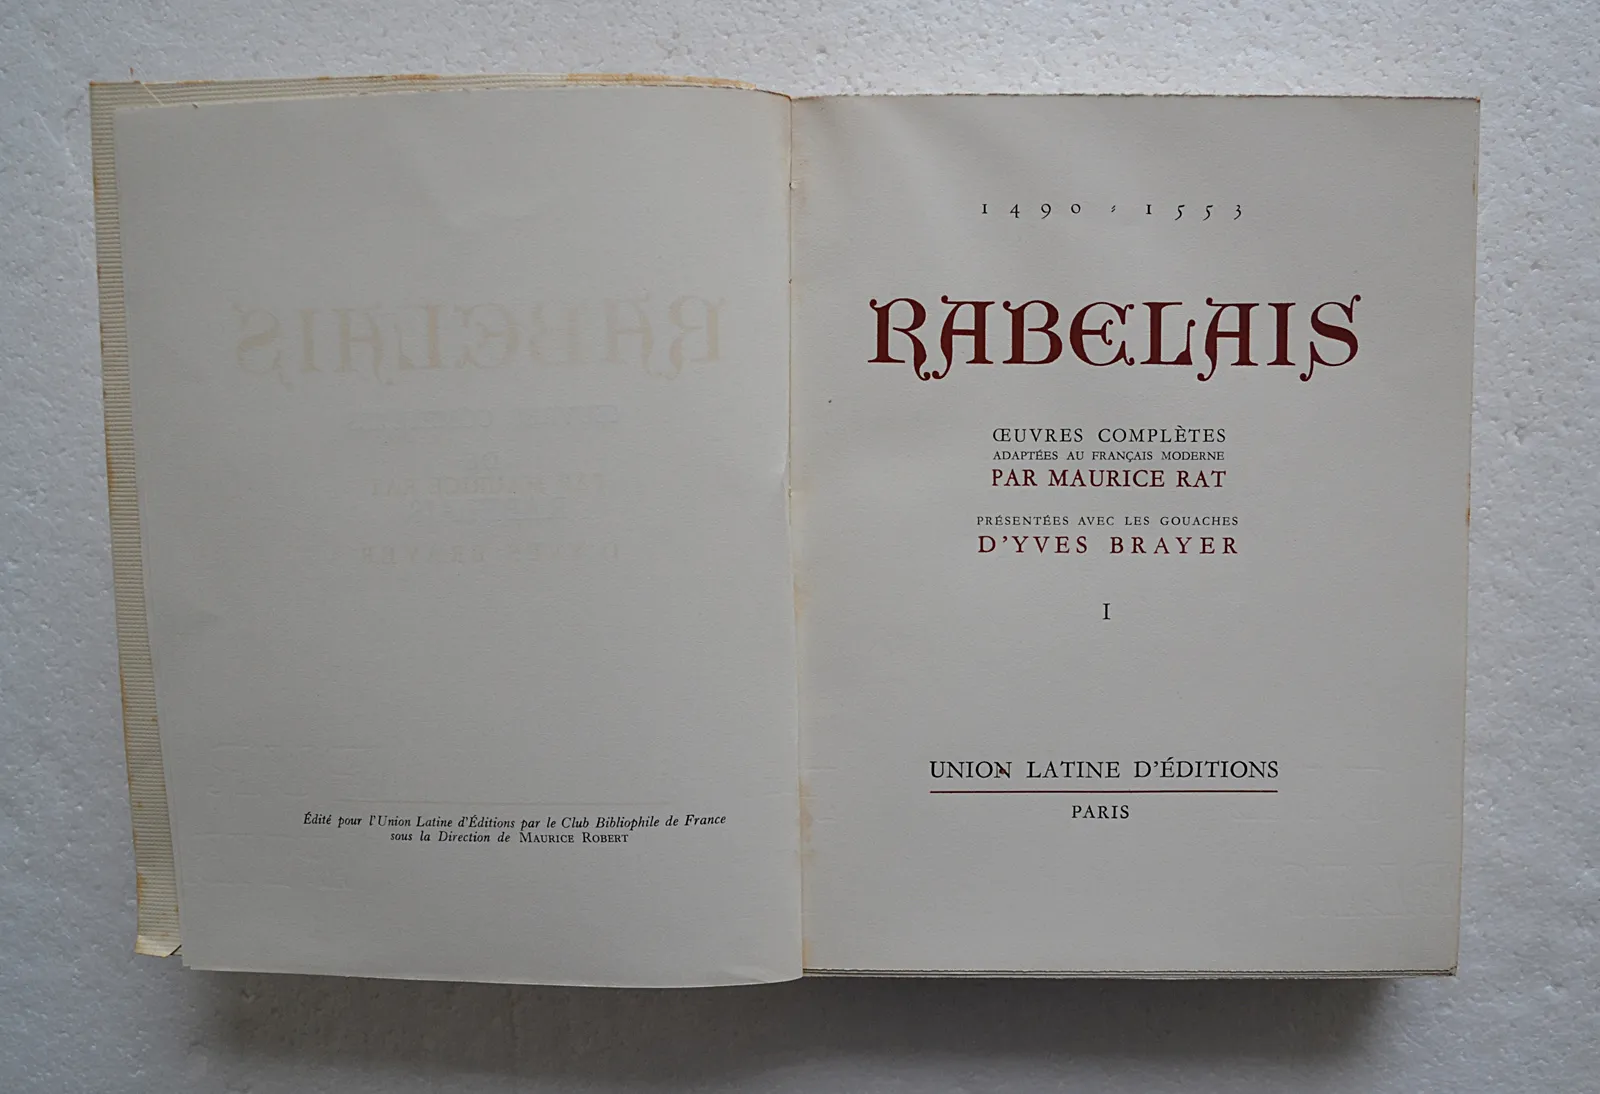 Édité pour l'Union Latine d'Éditions par le Club Bibliophile de France
sous la Direction de MAURICE ROBERT
1490-1553
RABELAIS
ŒUVRES COMPLÈTES
ADAPTÉES AU FRANÇAIS MODERNE
PAR MAURICE RAT
PRÉSENTÉES AVEC LES GOUACHES
D'YVES BRAYER
I
UNION LATINE D'ÉDITIONS
PARIS